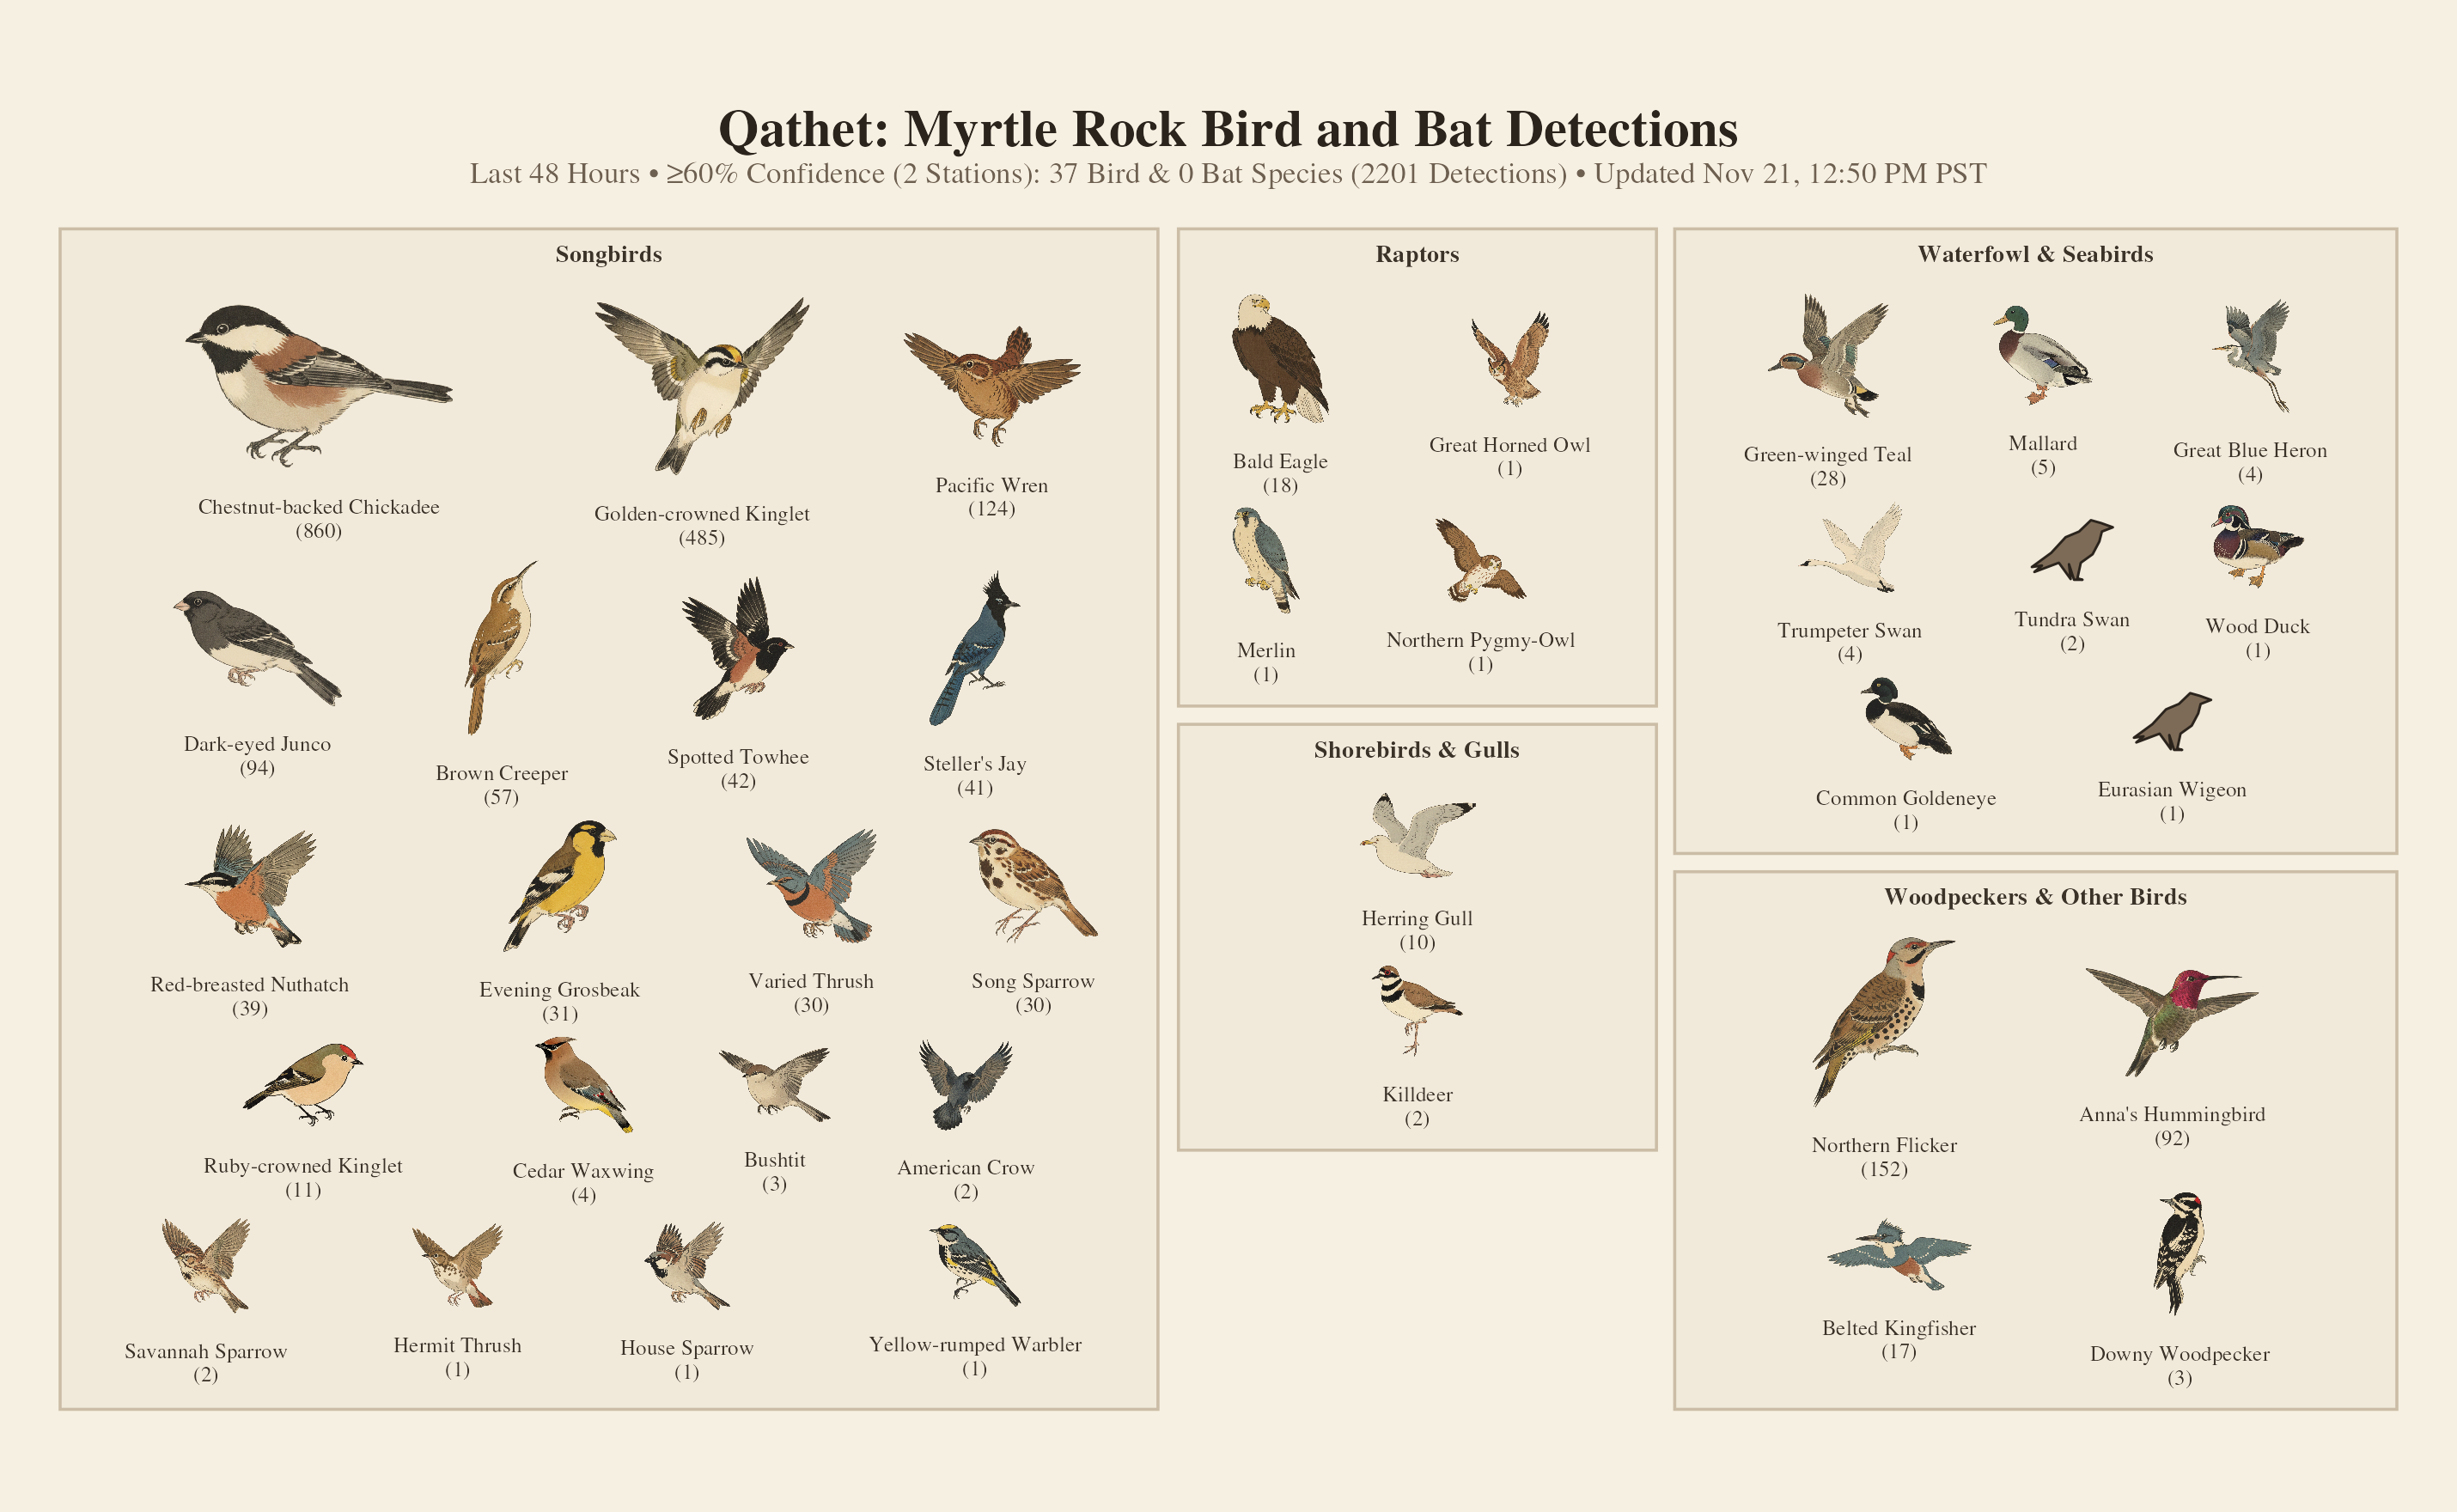 Qathet: Myrtle Rock Bird and Bat Detections
Last 48 Hours • ≥60% Confidence (2 Stations): 37 Bird & 0 Bat Species (2201 Detections) • Updated Nov 21, 12:50 PM PST
Songbirds
Chestnut-backed Chickadee
(860)
Golden-crowned Kinglet
(485)
Pacific Wren
(124)
Dark-eyed Junco
(94)
Brown Creeper
(57)
Spotted Towhee
(42)
Steller's Jay
(41)
Red-breasted Nuthatch
(39)
Evening Grosbeak
(31)
Varied Thrush
(30)
Song Sparrow
(30)
Ruby-crowned Kinglet
(11)
Cedar Waxwing
(4)
Bushtit
(3)
American Crow
(2)
Savannah Sparrow
(2)
Hermit Thrush
(1)
House Sparrow
(1)
Yellow-rumped Warbler
(1)
Raptors
Bald Eagle
(18)
Great Horned Owl
(1)
Merlin
(1)
Northern Pygmy-Owl
(1)
Shorebirds & Gulls
Herring Gull
(10)
Killdeer
(2)
Waterfowl & Seabirds
Green-winged Teal
(28)
Mallard
(5)
Great Blue Heron
(4)
Trumpeter Swan
(4)
Tundra Swan
(2)
Wood Duck
(1)
Common Goldeneye
(1)
Eurasian Wigeon
(1)
Woodpeckers & Other Birds
Northern Flicker
(152)
Anna's Hummingbird
(92)
Belted Kingfisher
(17)
Downy Woodpecker
(3)